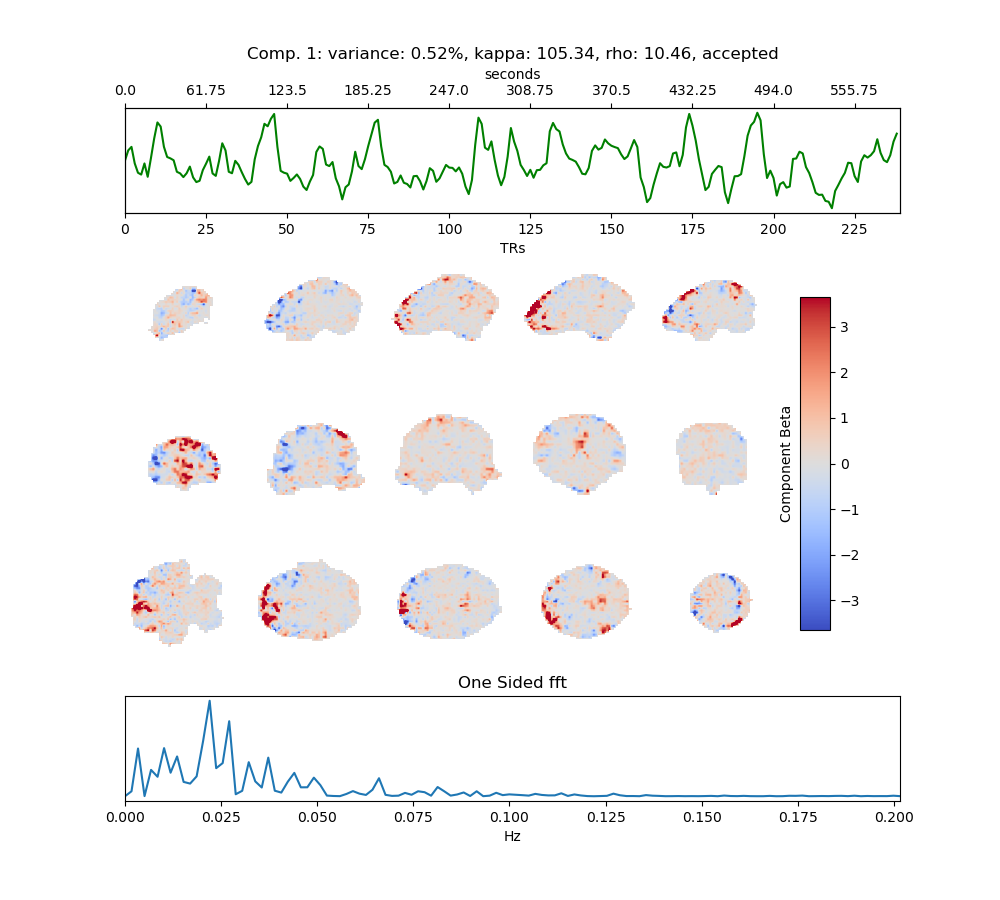 Comp. 1: variance: 0.52%, kappa: 105.34, rho: 10.46, accepted
seconds
0.0 61.75 123.5 185.25 247.0 308.75 370.5 432.25 494.0 555.75
0 25 50 75 100 125 150 175 200 225
TRs
3
2
1
0
−1
−2
−3
Component Beta
One Sided fft
0.000 0.025 0.050 0.075 0.100 0.125 0.150 0.175 0.200
Hz